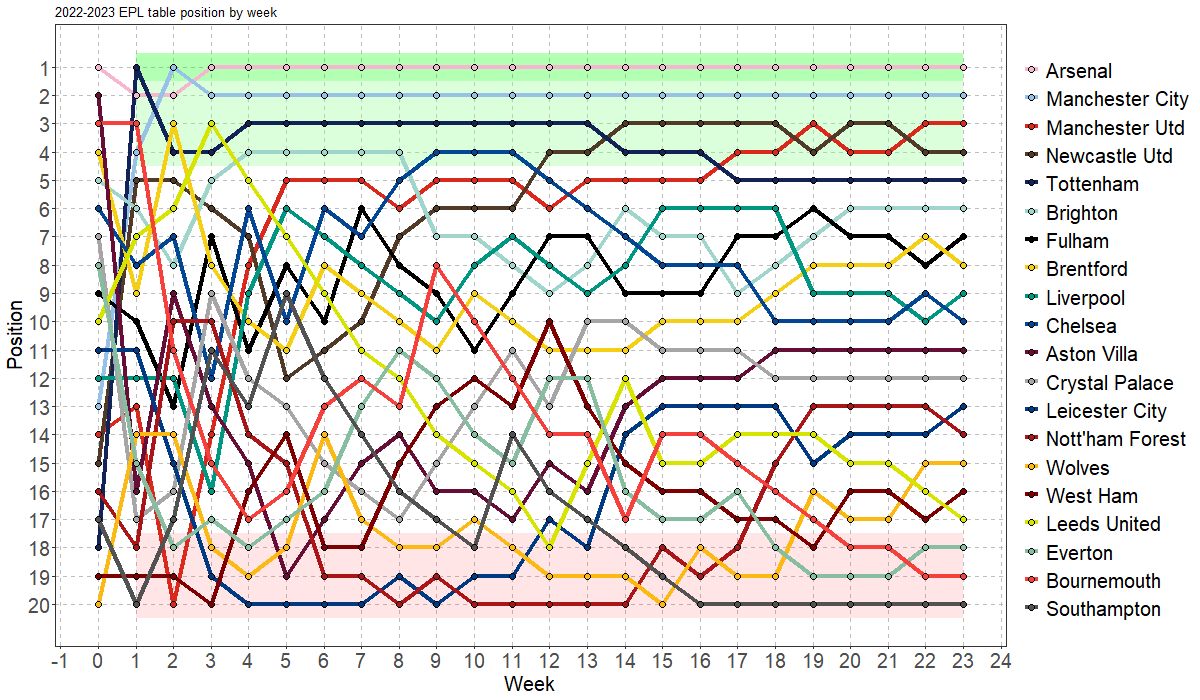 2022-2023 EPL table position by week
Position
1
2
3
4
5
6
7
8
9
10
11
12
13
14
15
16
17
18
19
20
-1 0 1 2 3 4 5 6 7 8 9 10 11 12 13 14 15 16 17 18 19 20 21 22 23 24
Week
Arsenal
Manchester City
Manchester Utd
Newcastle Utd
Tottenham
Brighton
Fulham
Brentford
Liverpool
Chelsea
Aston Villa
Crystal Palace
Leicester City
Nott'ham Forest
Wolves
West Ham
Leeds United
Everton
Bournemouth
Southampton